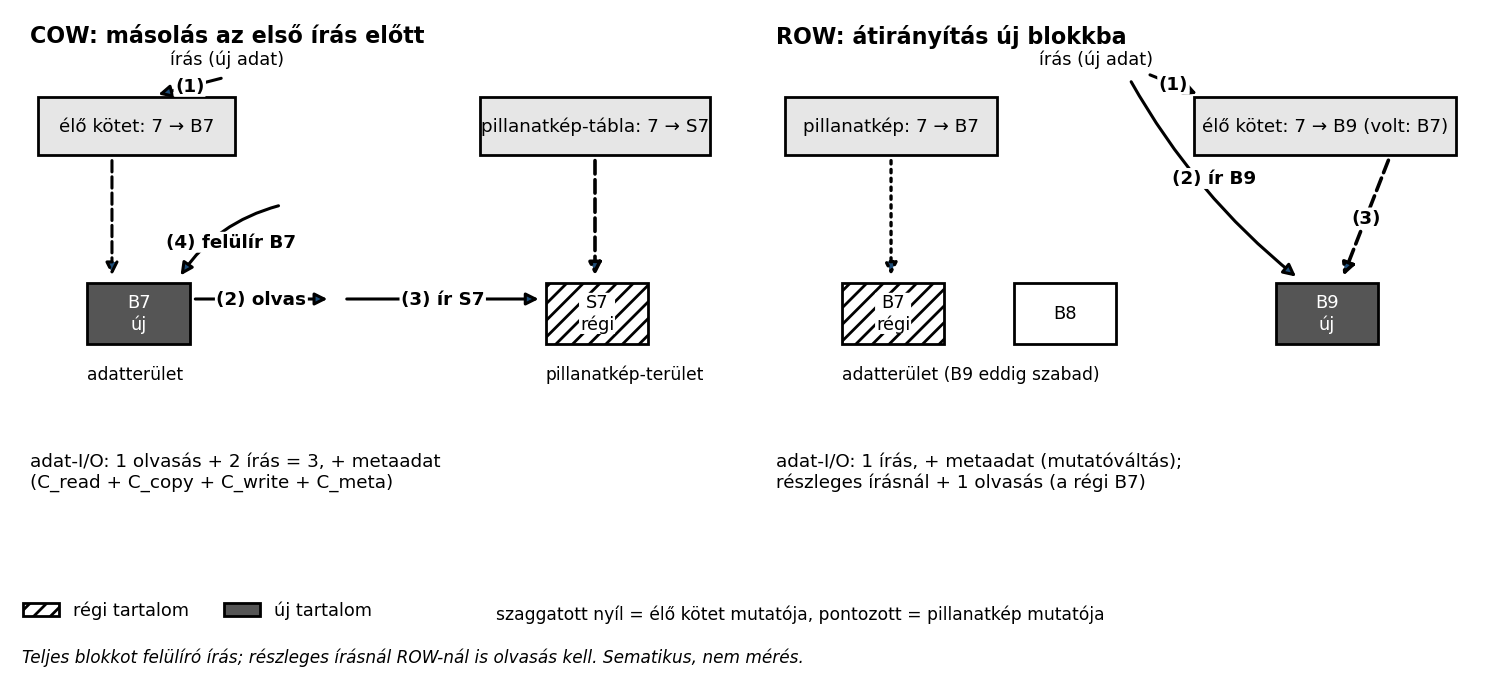 COW: másolás az első írás előtt
írás (új adat)
(1)
élő kötet: 7 → B7
pillanatkép-tábla: 7 → S7
(4) felülír B7
B7
új
(2) olvas
(3) ír S7
S7
régi
adatterület
pillanatkép-terület
adat-I/O: 1 olvasás + 2 írás = 3, + metaadat
(C_read + C_copy + C_write + C_meta)
ROW: átirányítás új blokkba
írás (új adat)
(1)
pillanatkép: 7 → B7
élő kötet: 7 → B9 (volt: B7)
(2) ír B9
(3)
B7
régi
B8
B9
új
adatterület (B9 eddig szabad)
adat-I/O: 1 írás, + metaadat (mutatóváltás);
részleges írásnál + 1 olvasás (a régi B7)
régi tartalom
új tartalom
szaggatott nyíl = élő kötet mutatója, pontozott = pillanatkép mutatója
Teljes blokkot felülíró írás; részleges írásnál ROW-nál is olvasás kell. Sematikus, nem mérés.